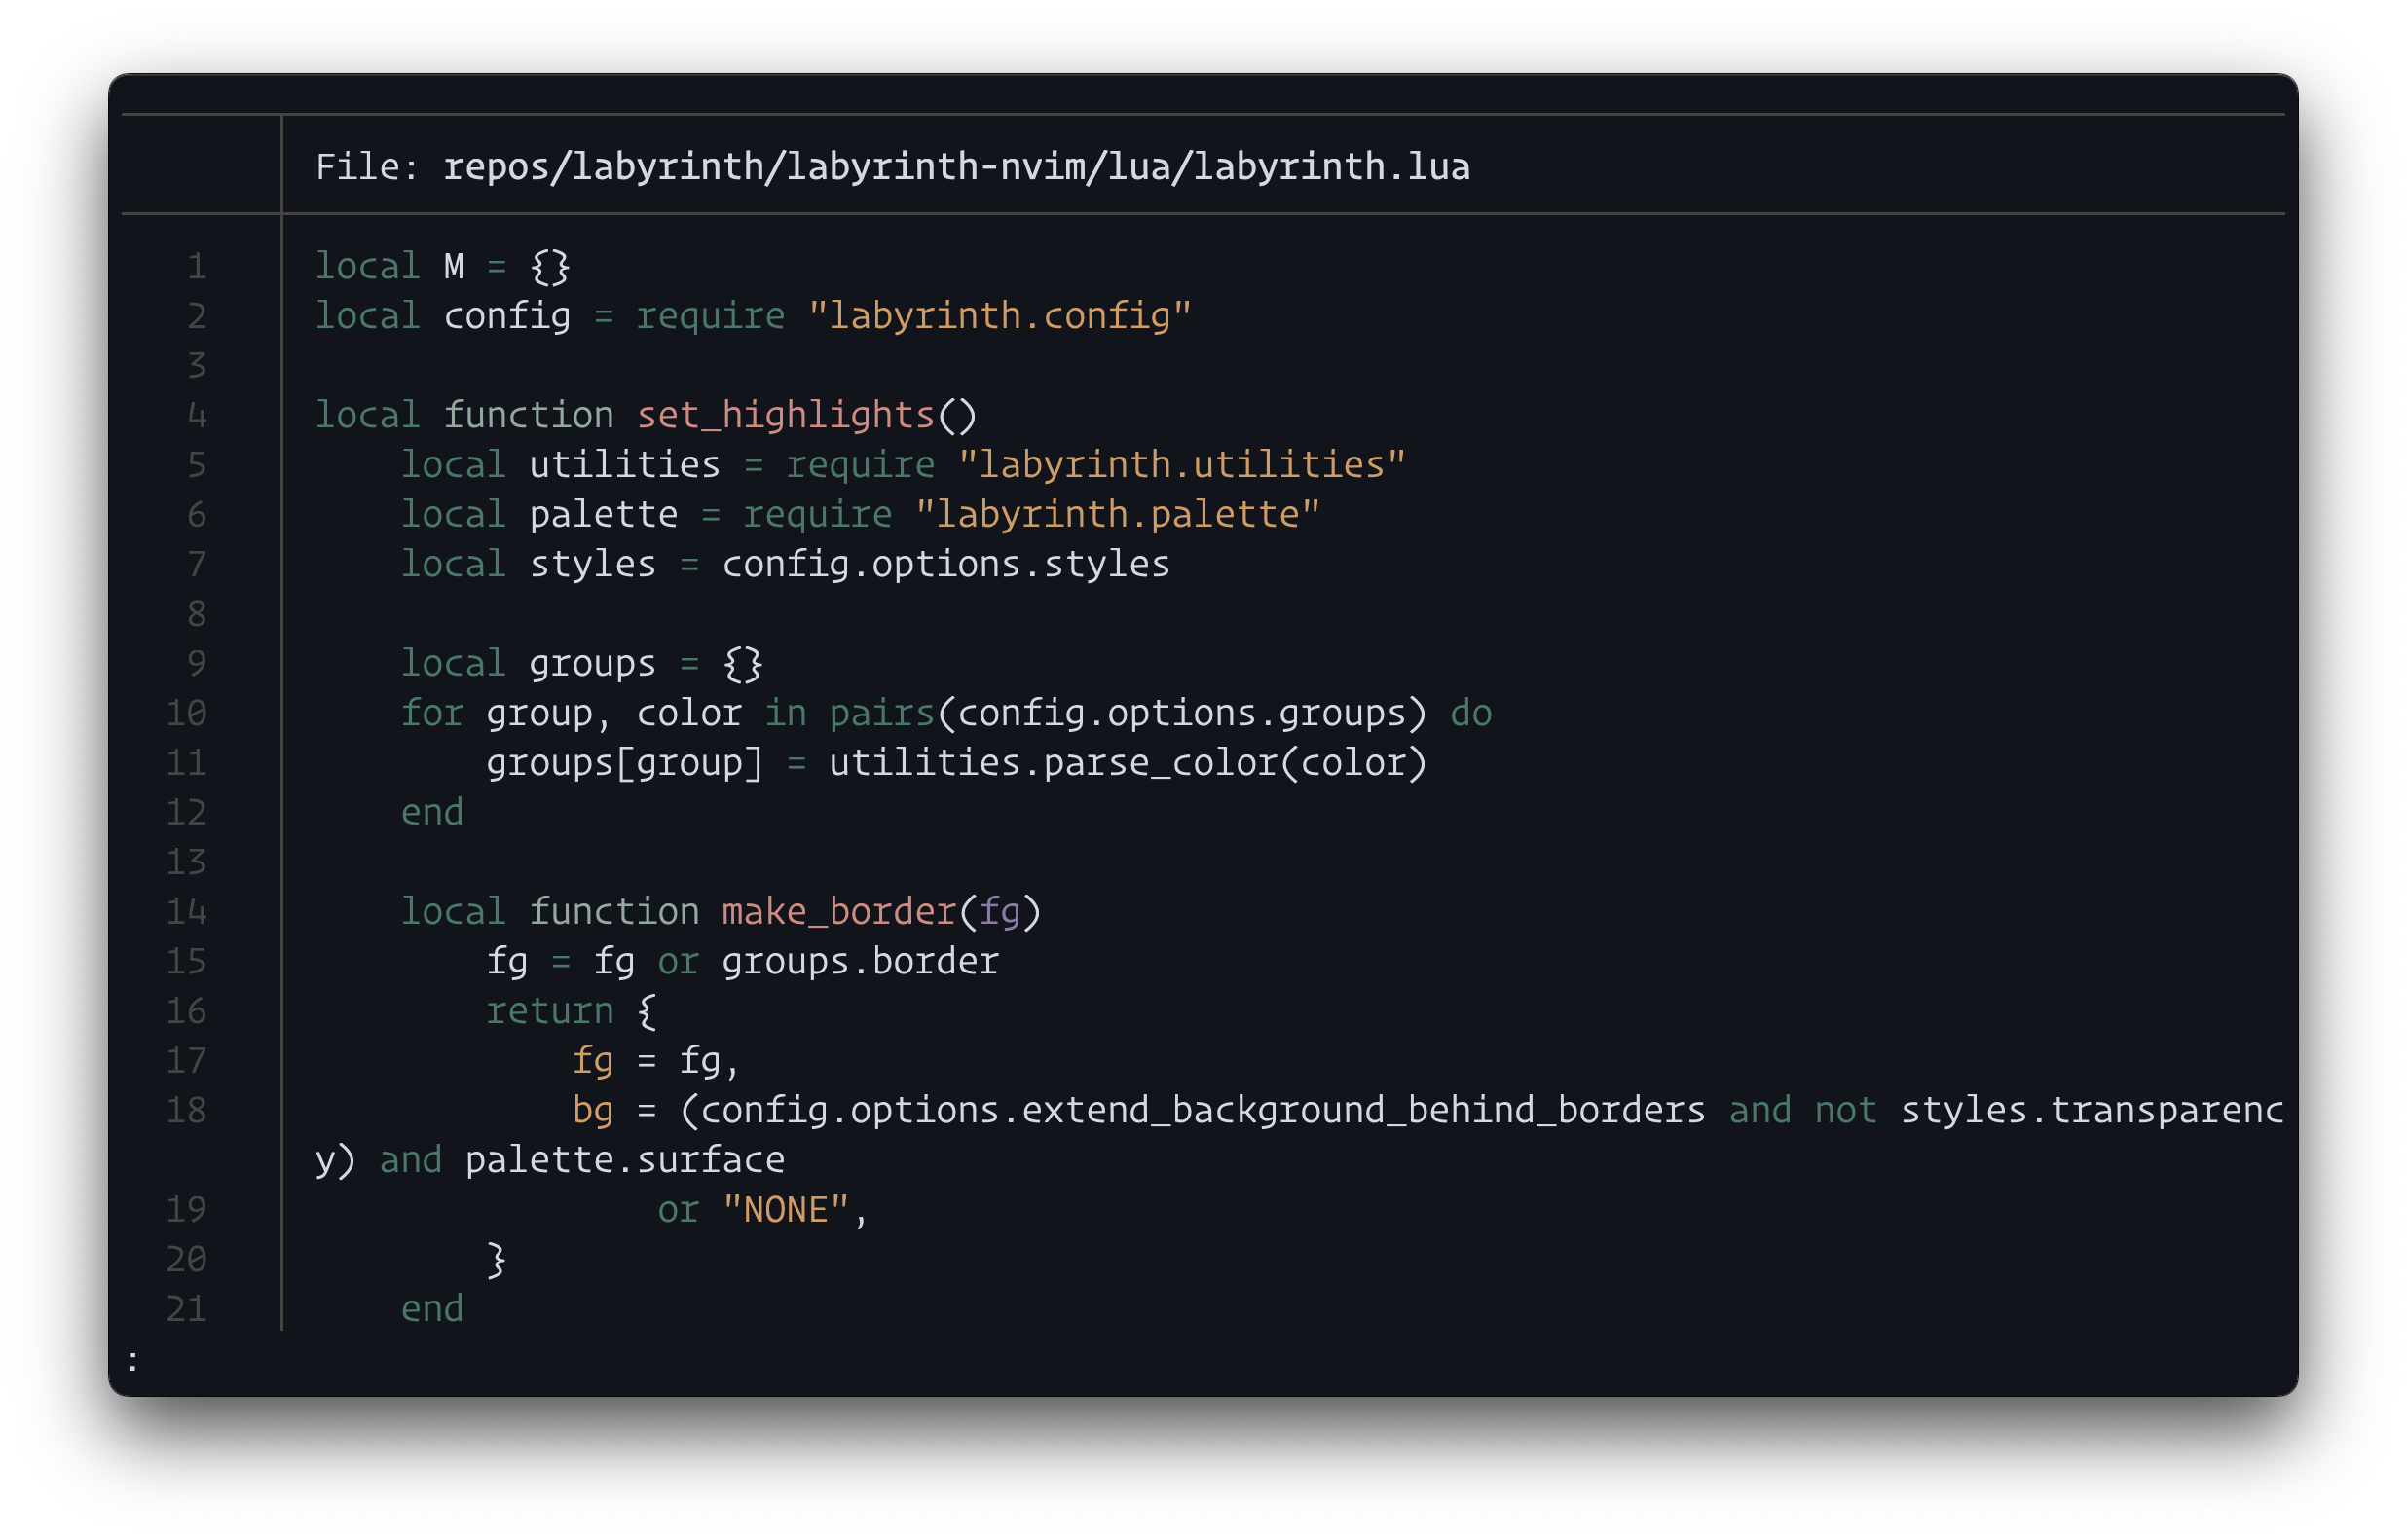 File: repos/labyrinth/labyrinth-nvim/lua/labyrinth.lua
1 local M = {}
2 local config = require "labyrinth.config"
3
4 local function set_highlights()
5     local utilities = require "labyrinth.utilities"
6     local palette = require "labyrinth.palette"
7     local styles = config.options.styles
8
9     local groups = {}
10     for group, color in pairs(config.options.groups) do
11         groups[group] = utilities.parse_color(color)
12     end
13
14     local function make_border(fg)
15         fg = fg or groups.border
16         return {
17             fg = fg,
18             bg = (config.options.extend_background_behind_borders and not styles.transparenc
y) and palette.surface
19                 or "NONE",
20         }
21     end
: